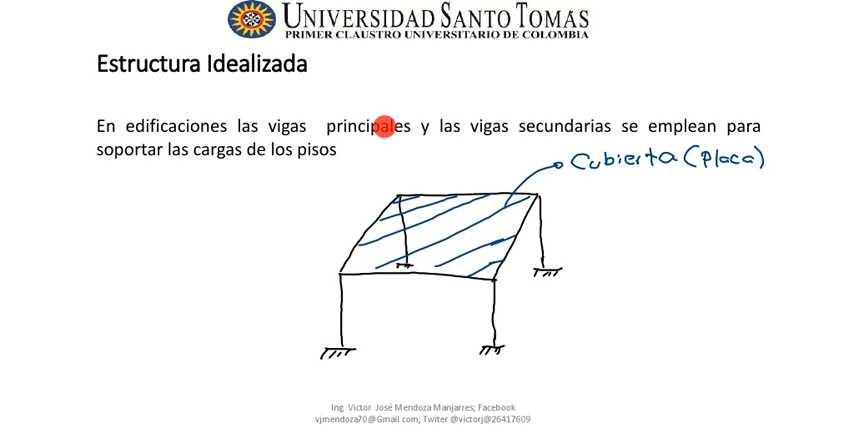 UNIVERSIDAD SANTO TOMAS
PRIMER CLAUSTRO UNIVERSITARIO DE COLOMBIA
Estructura Idealizada
En edificaciones las vigas principales y las vigas secundarias se emplean para
soportar las cargas de los pisos
Cubierta (Placa)
Ing. Victor José Mendoza Manjarres; Facebook
vjmendoza70@Gmail com; Twiter @victorj@26417609